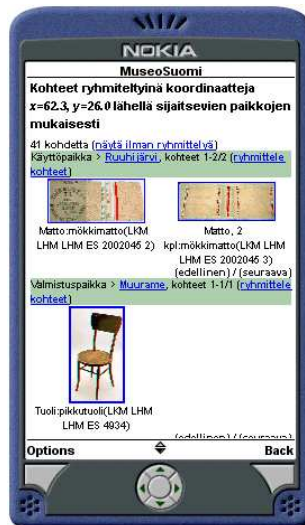 NOKIA
MuseoSuomi
Kohteet ryhmiteltyinä koordinaatteja
x=62.3, y=26.0 lähellä sijaitsevien paikkojen
mukaisesti
41 kohdetta (näytä ilman ryhmittelyä)
Käyttöpaikka > Ruuhijärvi, kohteet 1-2/2 (ryhmittele
kohteet)
Matto:mökkimatto(LKM
LHM LHM ES 2002045 2)
Matto, 2
kpl:mökkimatto(LKM LHM
LHM ES 2002045 3)
(edellinen) / (seuraava)
Valmistuspaikka > Muurame, kohteet 1-1/1 (ryhmittele
kohteet)
Tuoli:pikkutuoli(LKM LHM
LHM ES 4934)
(edellinen) / (seuraava)
Options
Back